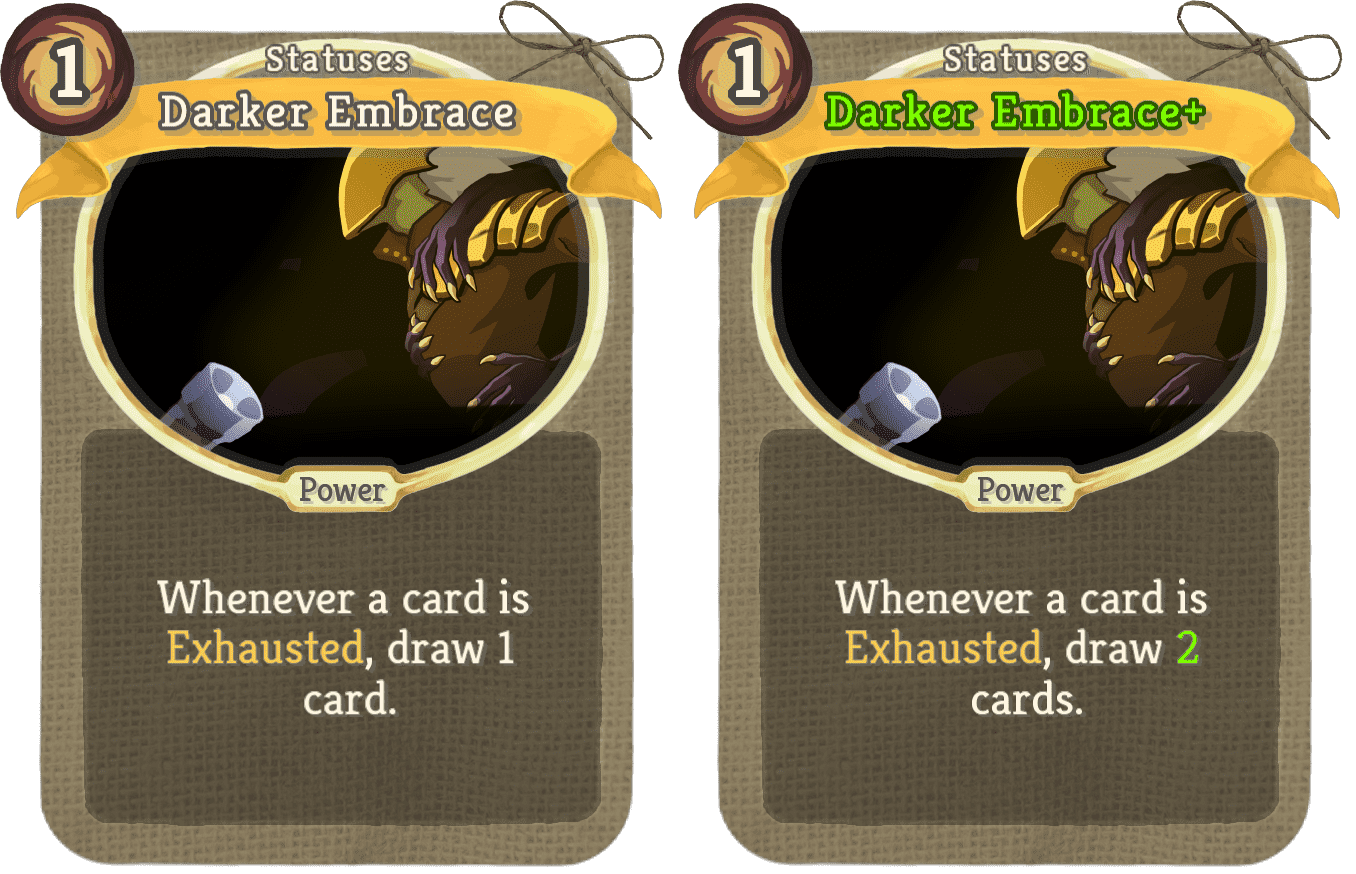 1
Statuses
Darker Embrace
Power
Whenever a card is
Exhausted, draw 1
card.
1
Statuses
Darker Embrace+
Power
Whenever a card is
Exhausted, draw 2
cards.